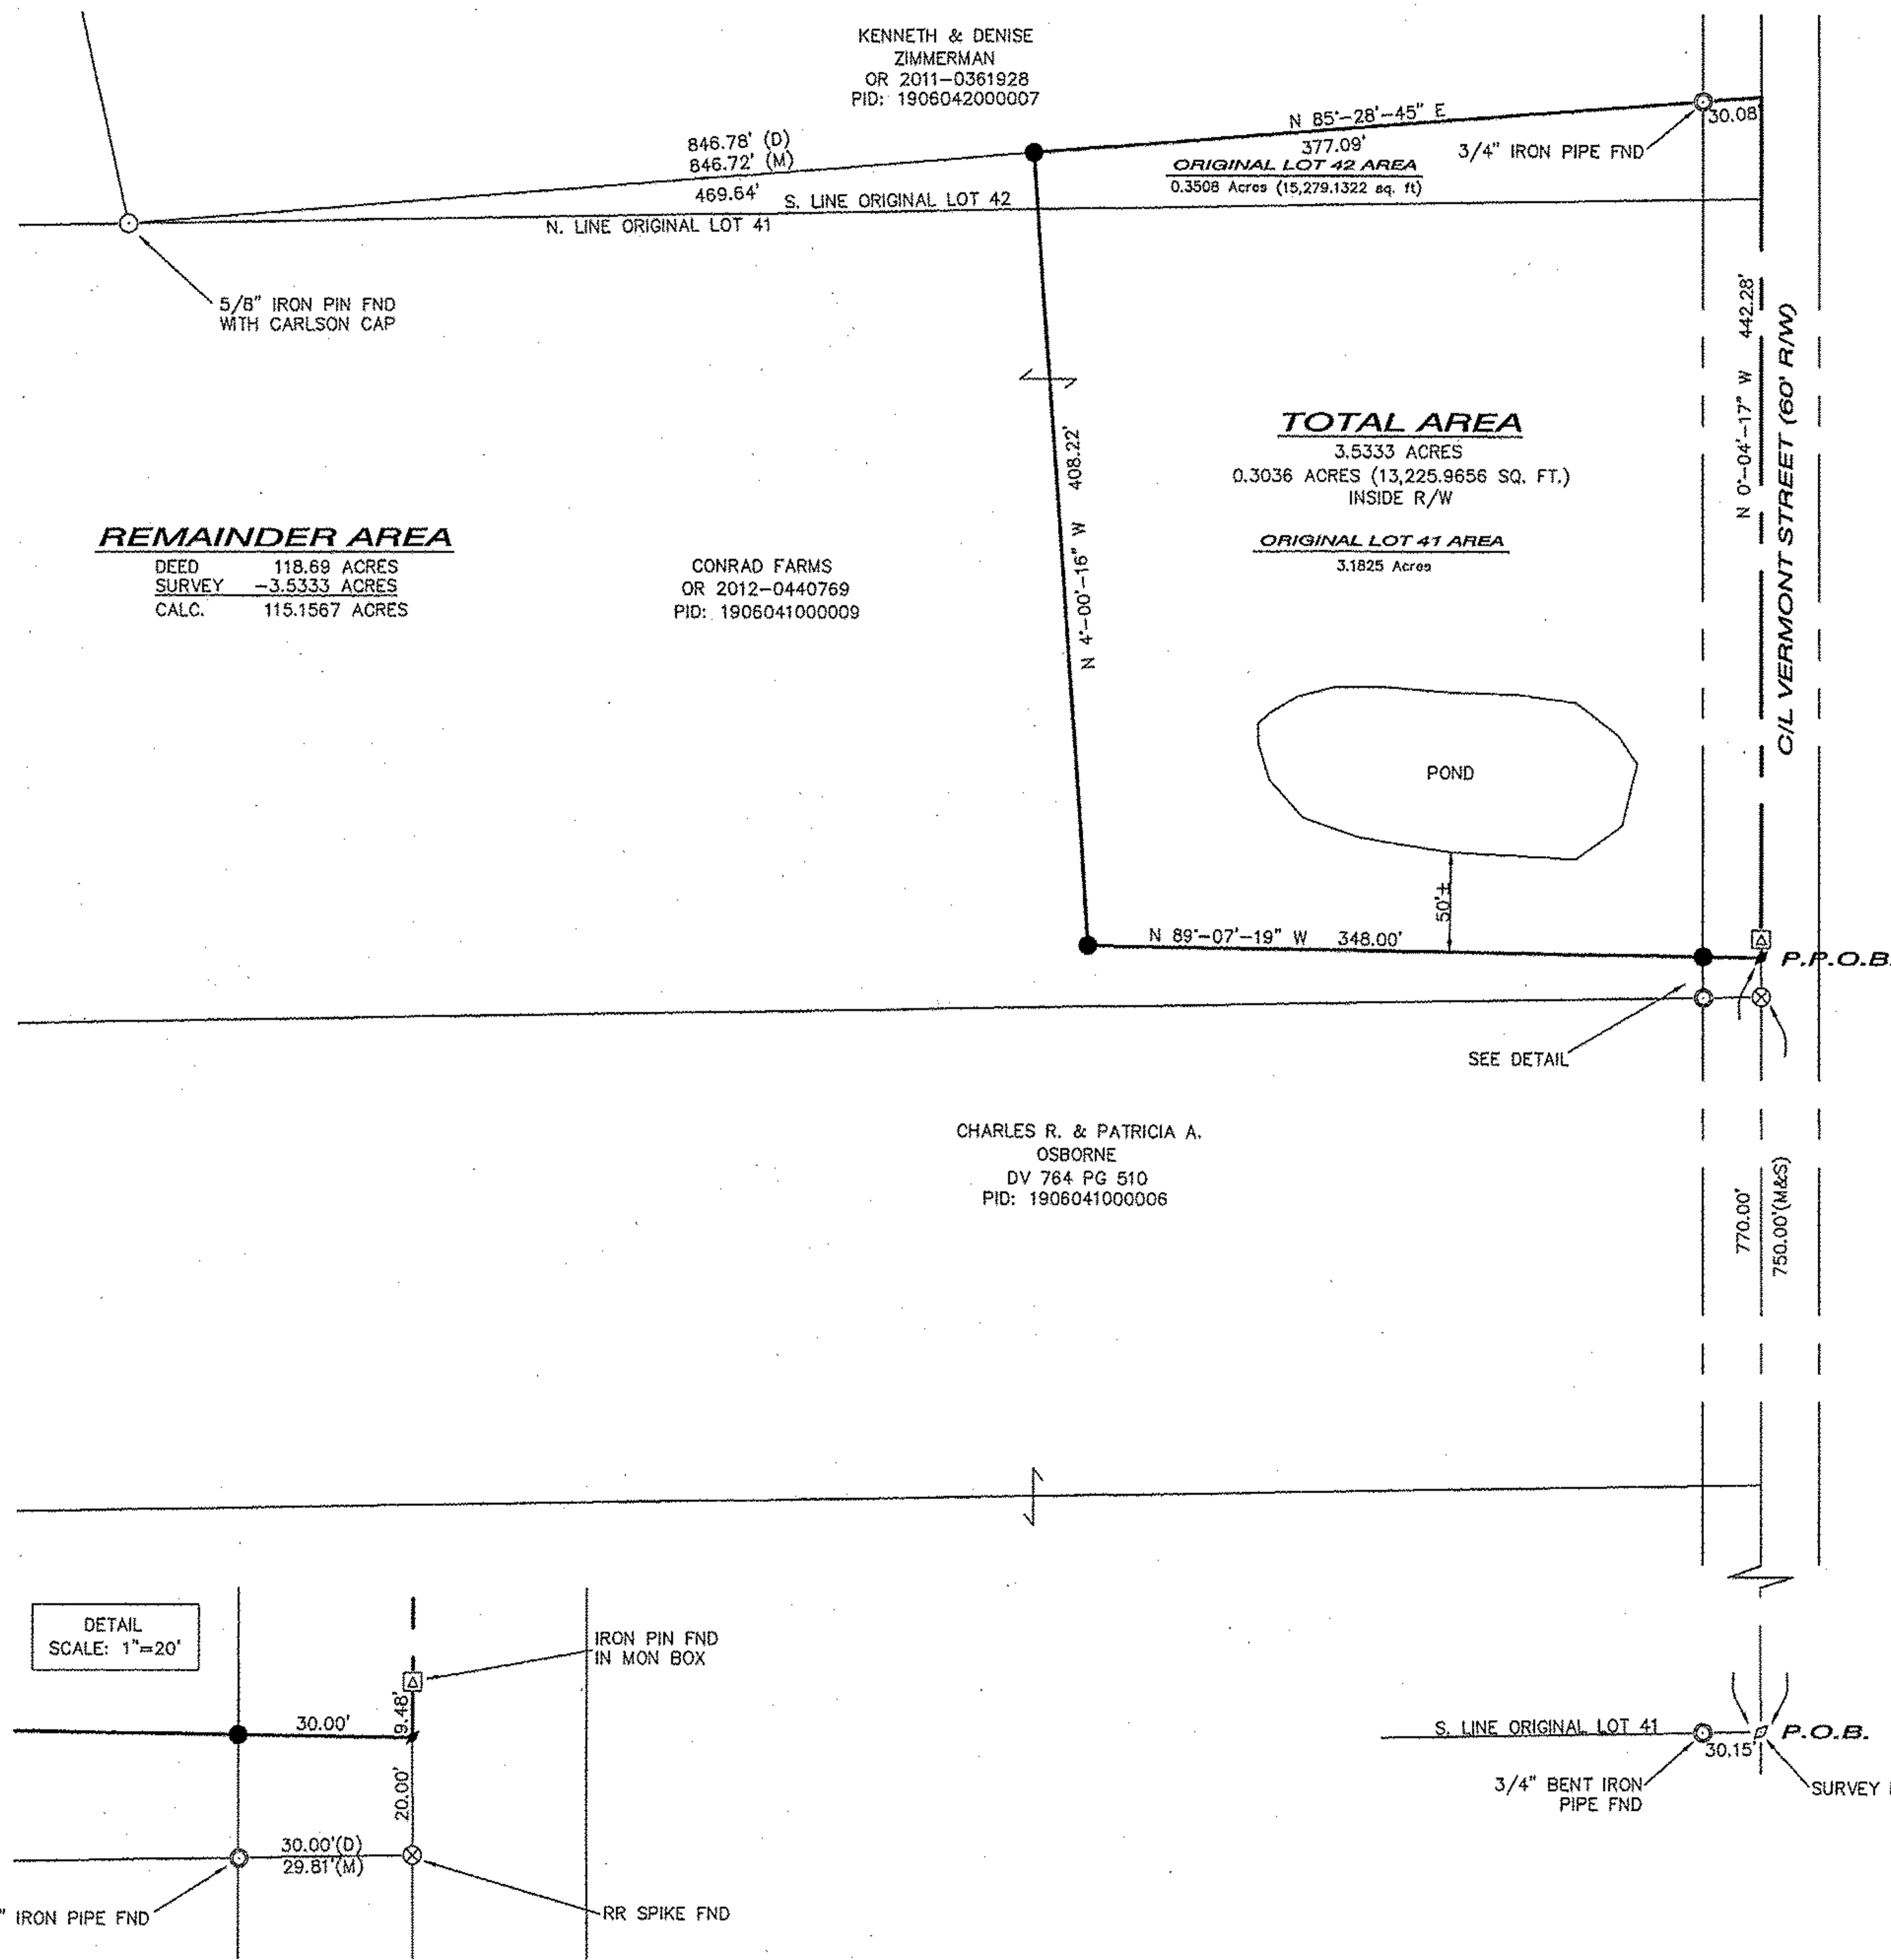 KENNETH & DENISE
ZIMMERMAN
OR 2011-0361928
PID: 1906042000007
846.78' (D)
846.72' (M)
469.64'
N 85°-28'-45" E
377.09'
30.08
3/4" IRON PIPE FND
ORIGINAL LOT 42 AREA
0.3508 Acres (15,279.1322 sq. ft)
S. LINE ORIGINAL LOT 42
N. LINE ORIGINAL LOT 41
5/8" IRON PIN FND
WITH CARLSON CAP
N 0°-04'-17" W 442.28'
C/L VERMONT STREET (60' R/W)
N 4°-00'-16" W 408.22'
TOTAL AREA
3.5333 ACRES
0.3036 ACRES (13,225.9656 SQ. FT.)
INSIDE R/W
ORIGINAL LOT 41 AREA
3.1825 Acres
REMAINDER AREA
DEED 118.69 ACRES
SURVEY -3.5333 ACRES
CALC. 115.1567 ACRES
CONRAD FARMS
OR 2012-0440769
PID: 1906041000009
POND
50'±
N 89°-07'-19" W 348.00'
P.P.O.B.
SEE DETAIL
CHARLES R. & PATRICIA A.
OSBORNE
DV 764 PG 510
PID: 1906041000006
770.00'
750.00'(M&S)
DETAIL
SCALE: 1"=20'
IRON PIN FND
IN MON BOX
30.00'
9.48'
20.00'
30.00'(D)
29.81'(M)
" IRON PIPE FND
RR SPIKE FND
S. LINE ORIGINAL LOT 41
30.15'
P.O.B.
3/4" BENT IRON
PIPE FND
SURVEY